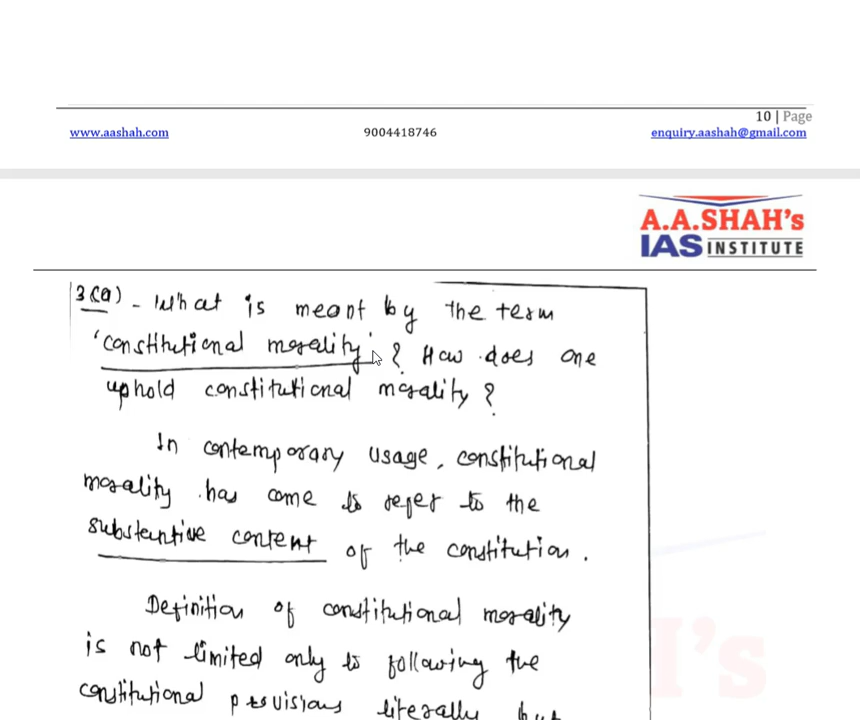 10 | Page
www.aashah.com 9004418746 enquiry.aashah@gmail.com
A.A.SHAH's
IAS INSTITUTE
3(a) - What is meant by the term
'constitutional morality'? How does one
uphold constitutional morality?
In contemporary usage, constitutional
morality has come to refer to the
substantive content of the constitution.
Definition of constitutional morality
is not limited only to following the
constitutional provisions literally but